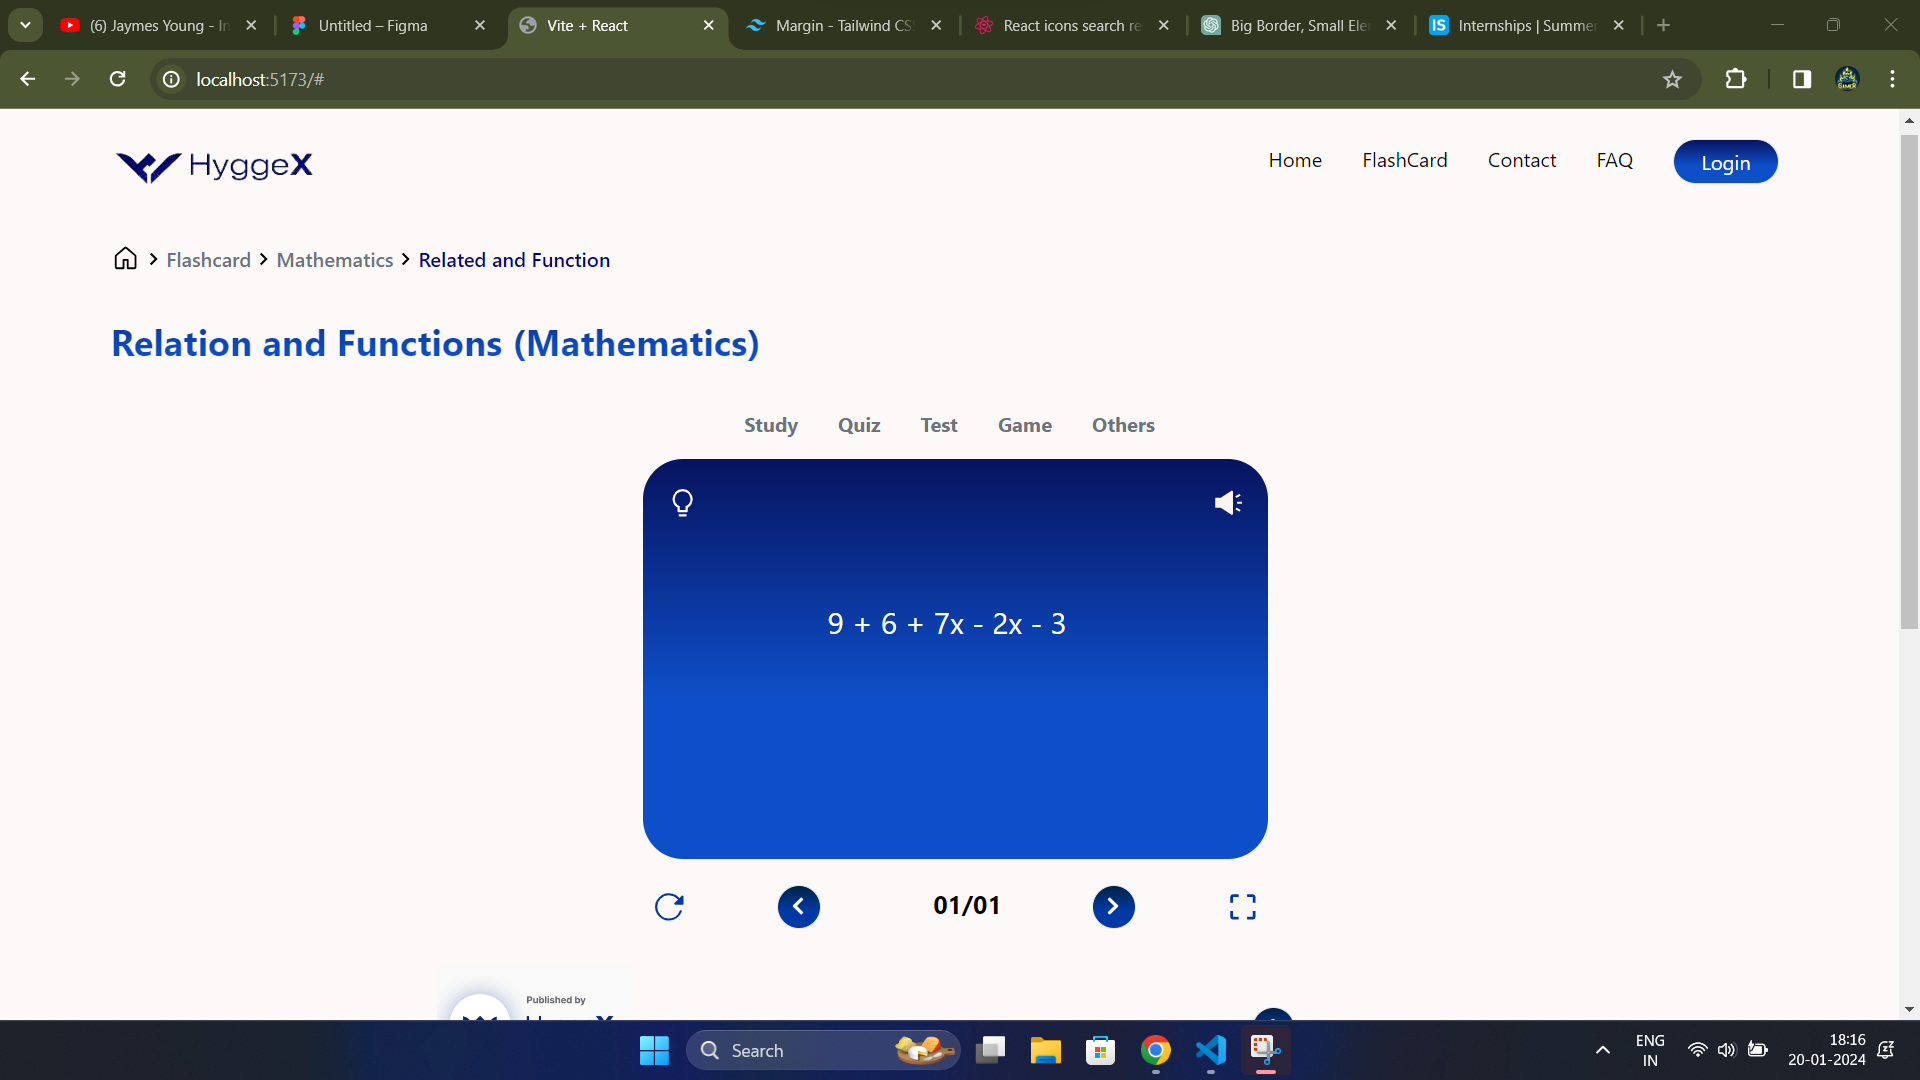 (6) Jaymes Young - In
Untitled – Figma
Vite + React
Margin - Tailwind CS
React icons search re
Big Border, Small Ele
Internships | Summer
localhost:5173/#
HyggeX
Home FlashCard Contact FAQ Login
Flashcard Mathematics Related and Function
Relation and Functions (Mathematics)
Study Quiz Test Game Others
9 + 6 + 7x - 2x - 3
01/01
Published by
Search
ENG
IN
18:16
20-01-2024